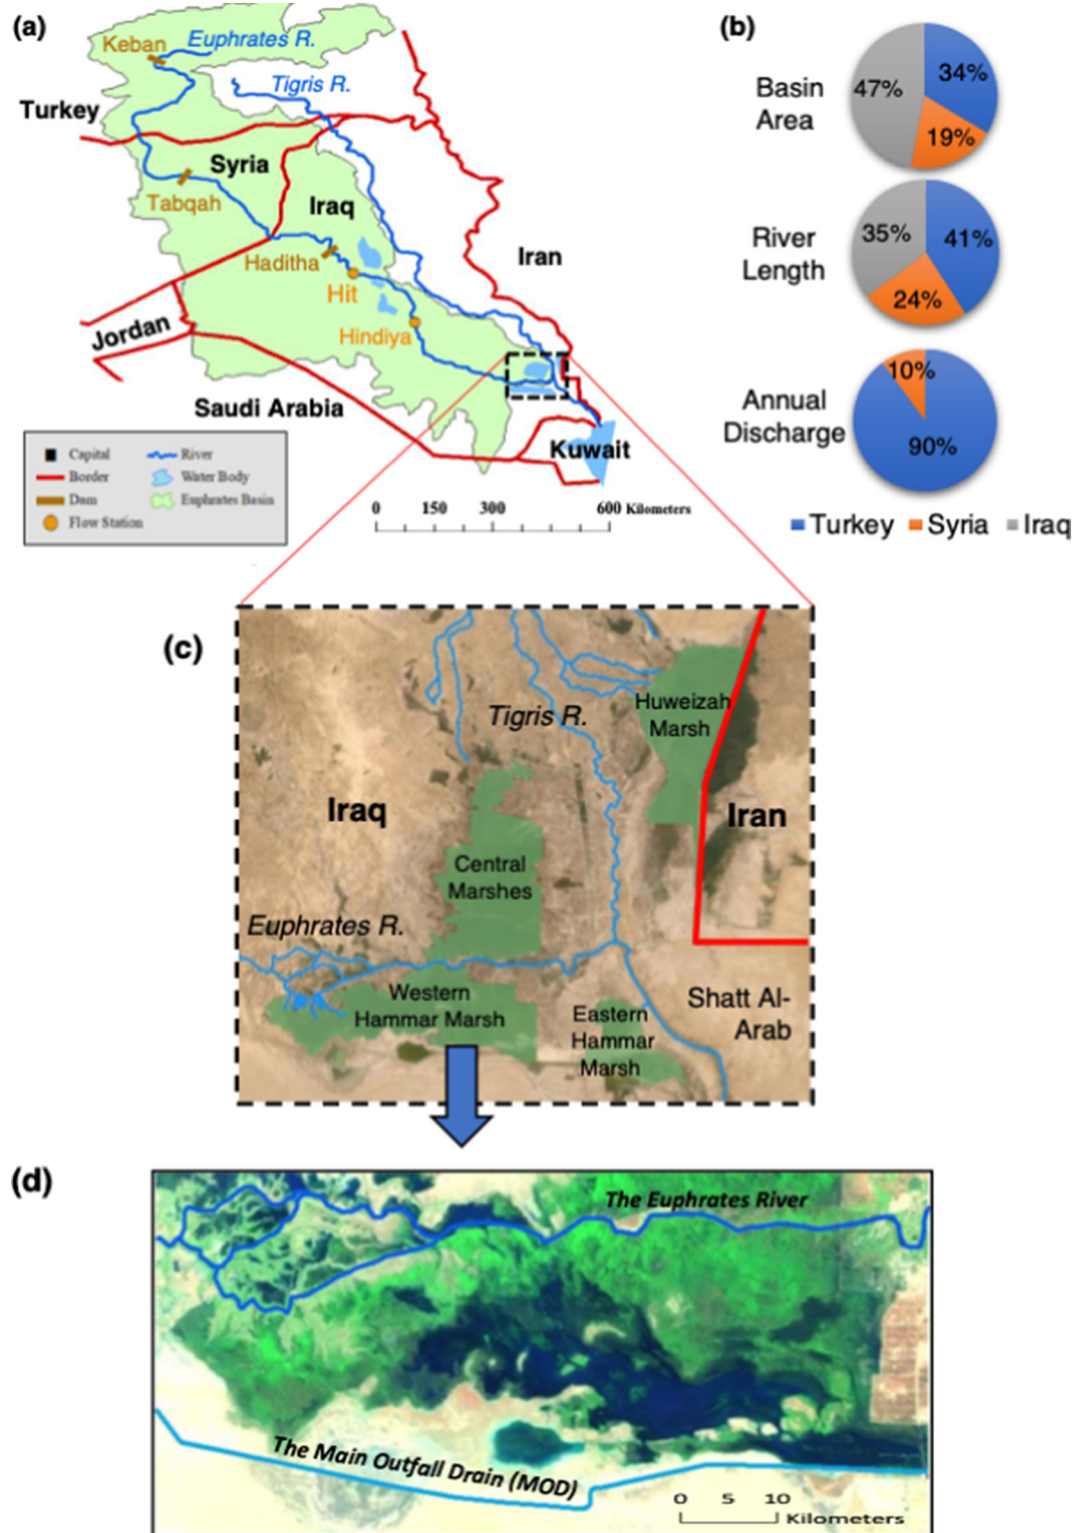 (a)
Keban
Euphrates R.
Tigris R.
Turkey
Syria
Iraq
Tabqah
Haditha
Hit
Hindiya
Iran
Jordan
Saudi Arabia
Kuwait
Capital
River
Border
Water Body
Dam
Euphrates Basin
Flow Station
0 150 300 600 Kilometers
(b)
Basin
Area
47%
34%
19%
River
Length
35%
41%
24%
Annual
Discharge
10%
90%
Turkey Syria Iraq
(c)
Tigris R.
Huweizah
Marsh
Iraq
Iran
Central
Marshes
Euphrates R.
Western
Hammar Marsh
Eastern
Hammar
Marsh
Shatt Al-
Arab
(d)
The Euphrates River
The Main Outfall Drain (MOD)
0 5 10
Kilometers